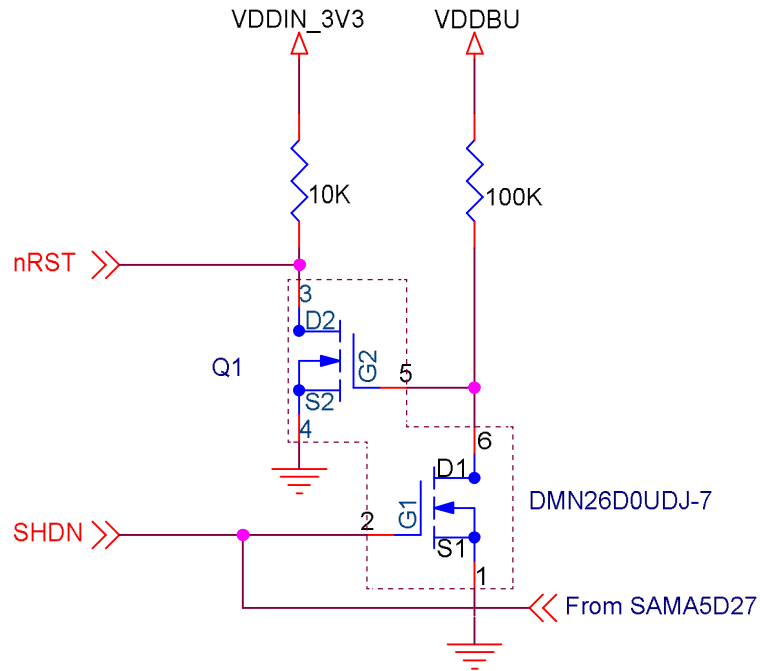 VDDIN_3V3 VDDBU
10K 100K
nRST
3
D2
Q1 G2 5
S2
4
6
D1
DMN26D0UDJ-7
G1
SHDN 2
S1
1
From SAMA5D27